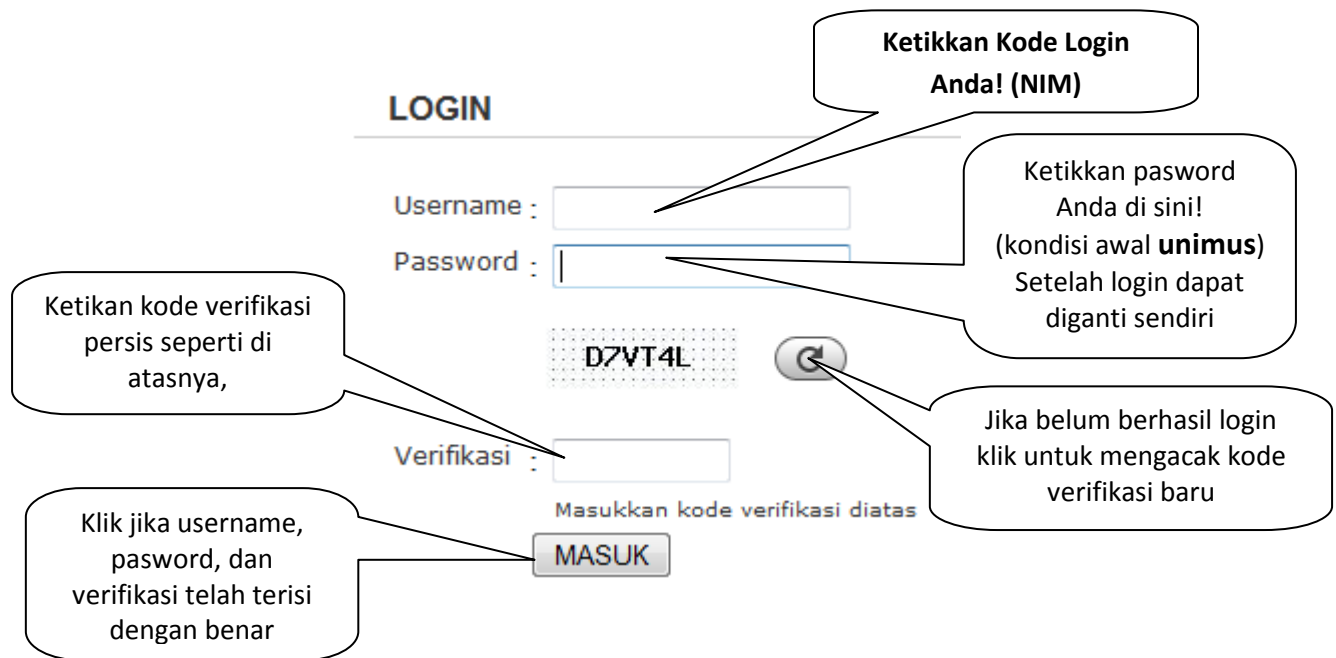 Ketikkan Kode Login
Anda! (NIM)
LOGIN
Ketikkan pasword
Anda di sini!
(kondisi awal unimus)
Setelah login dapat
diganti sendiri
Username :
Password :
Ketikan kode verifikasi
persis seperti di
atasnya,
D7VT4L
Jika belum berhasil login
klik untuk mengacak kode
verifikasi baru
Verifikasi :
Masukkan kode verifikasi diatas
Klik jika username,
pasword, dan
verifikasi telah terisi
dengan benar
MASUK